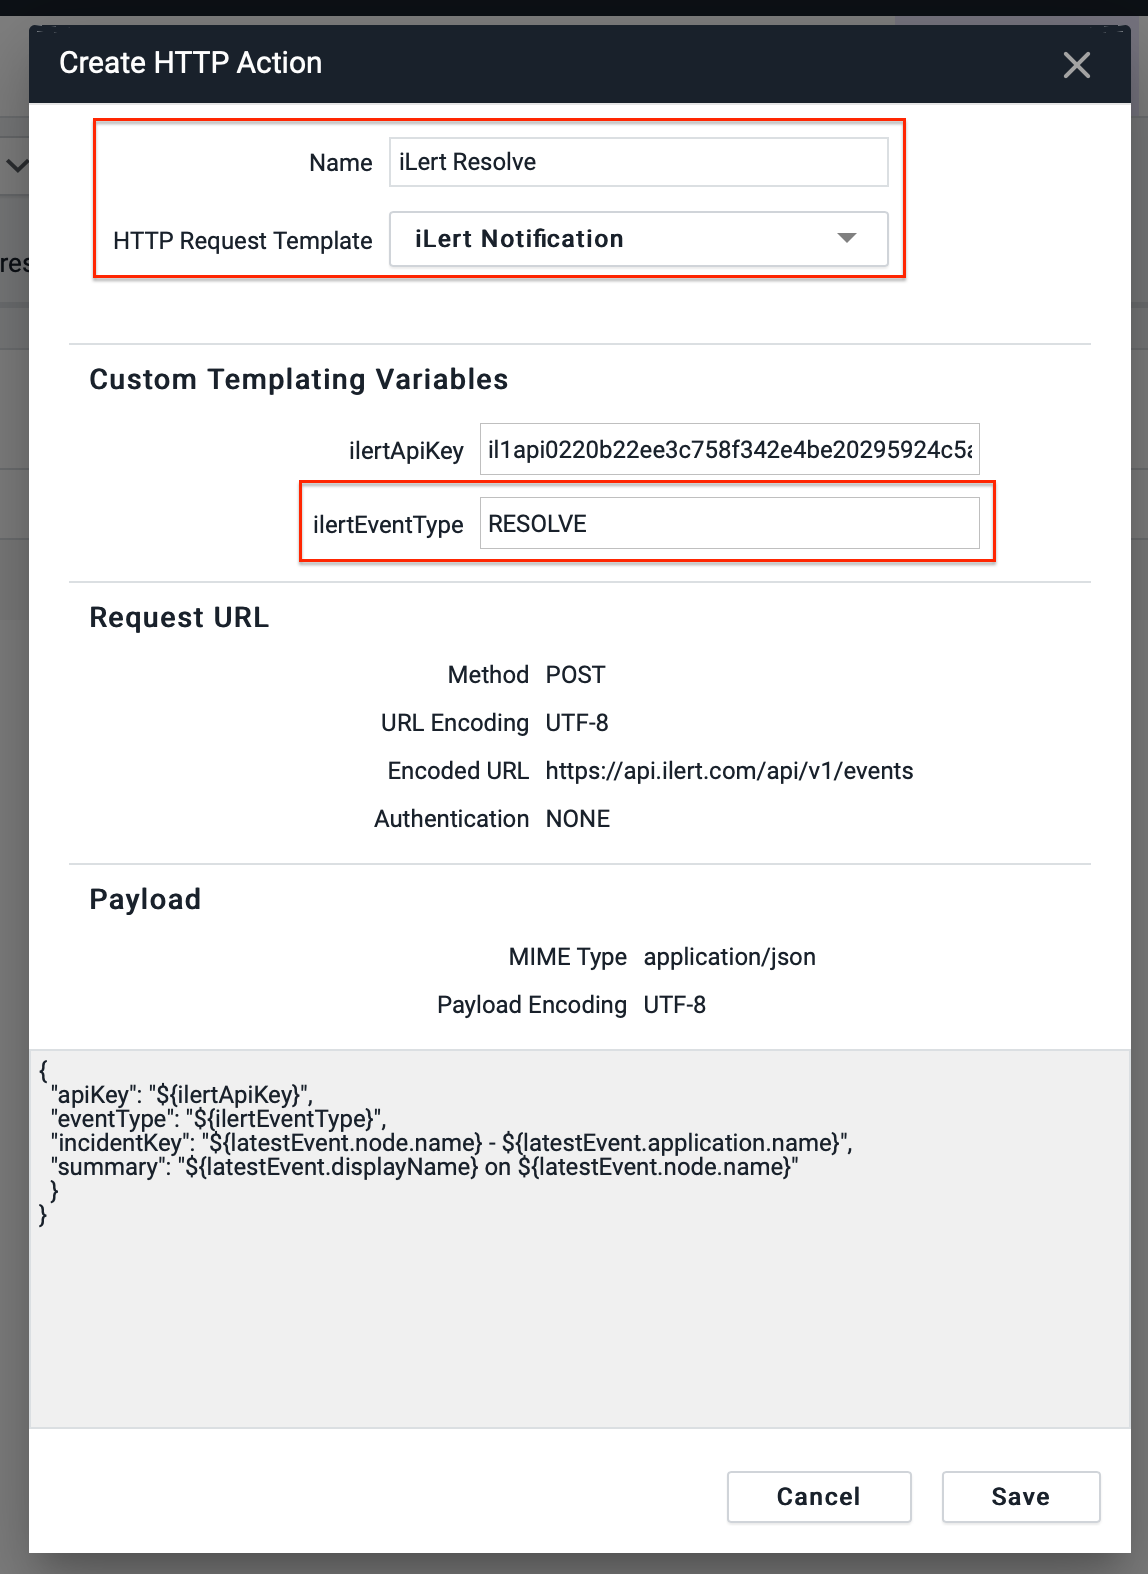 Create HTTP Action
Name iLert Resolve
HTTP Request Template iLert Notification
res
Custom Templating Variables
ilertApiKey il1api0220b22ee3c758f342e4be20295924c5a
ilertEventType RESOLVE
Request URL
Method POST
URL Encoding UTF-8
Encoded URL https://api.ilert.com/api/v1/events
Authentication NONE
Payload
MIME Type application/json
Payload Encoding UTF-8
{
"apiKey": "${ilertApiKey}",
"eventType": "${ilertEventType}",
"incidentKey": "${latestEvent.node.name} - ${latestEvent.application.name}",
"summary": "${latestEvent.displayName} on ${latestEvent.node.name}"
}
}
Cancel Save